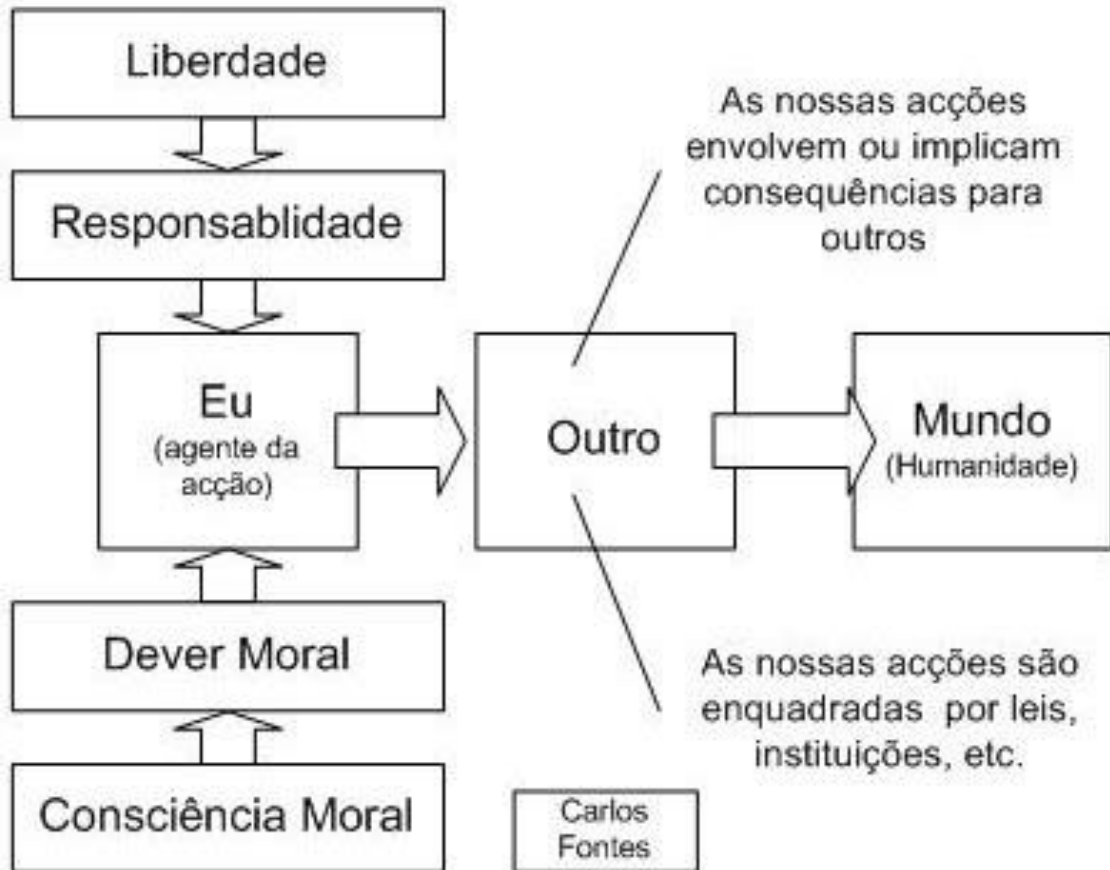 Liberdade
Responsablidade
Eu
(agente da
acção)
Dever Moral
Consciência Moral
As nossas acções
envolvem ou implicam
consequências para
outros
Outro
Mundo
(Humanidade)
As nossas acções são
enquadradas por leis,
instituições, etc.
Carlos
Fontes